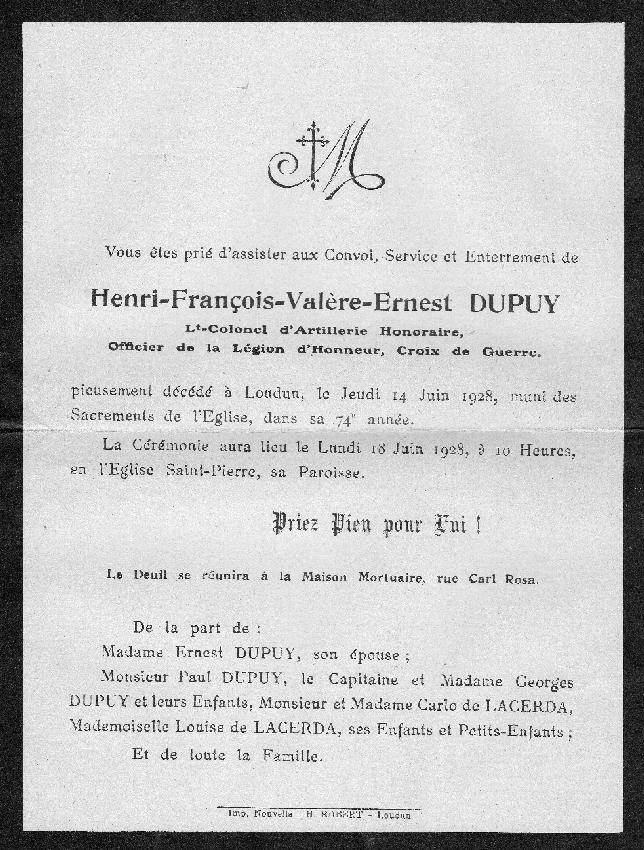 M
Vous êtes prié d'assister aux Convoi, Service et Enterrement de
Henri-François-Valère-Ernest DUPUY
Lt-Colonel d'Artillerie Honoraire,
Officier de la Légion d'Honneur, Croix de Guerre.
pieusement décédé à Loudun, le Jeudi 14 Juin 1928, muni des
Sacrements de l'Eglise, dans sa 74e année.
La Cérémonie aura lieu le Lundi 18 Juin 1928, à 10 Heures,
en l'Eglise Saint-Pierre, sa Paroisse.
Priez Dieu pour Lui !
Le Deuil se réunira à la Maison Mortuaire, rue Carl Rosa.
De la part de :
Madame Ernest DUPUY, son épouse ;
Monsieur Paul DUPUY, le Capitaine et Madame Georges
DUPUY et leurs Enfants, Monsieur et Madame Carlo de LACERDA,
Mademoiselle Louise de LACERDA, ses Enfants et Petits-Enfants ;
Et de toute la Famille.
Imp. Nouvelle H. ROBERT - Loudun